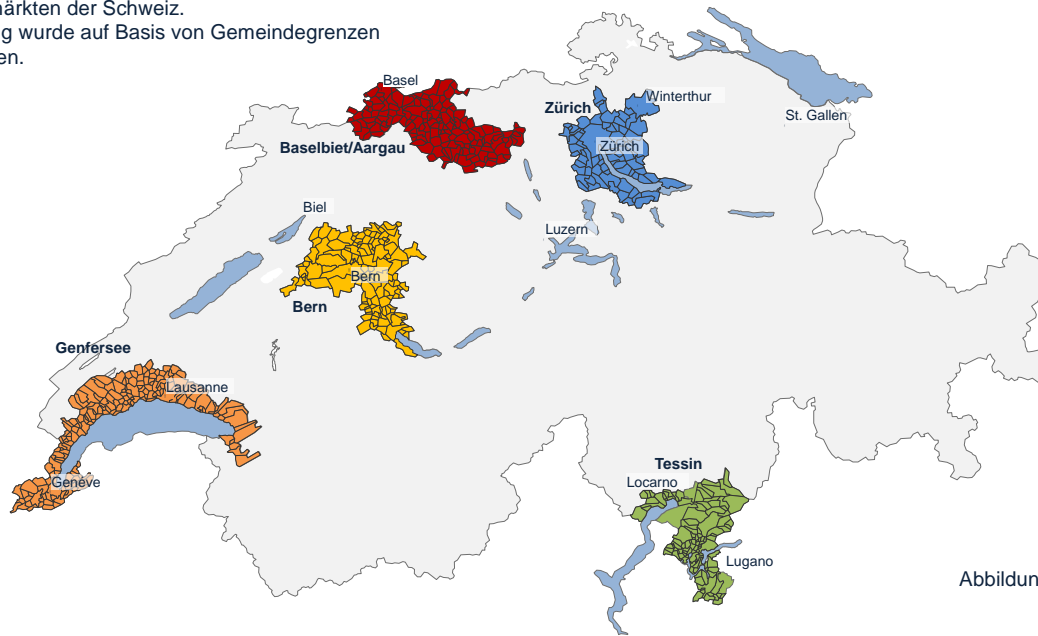 märkten der Schweiz.
g wurde auf Basis von Gemeindegrenzen
en.
Basel
Winterthur
Zürich
St. Gallen
Zürich
Baselbiet/Aargau
Biel
Luzern
Bern
Bern
Genfersee
Lausanne
Tessin
Locarno
Genève
Lugano
Abbildun